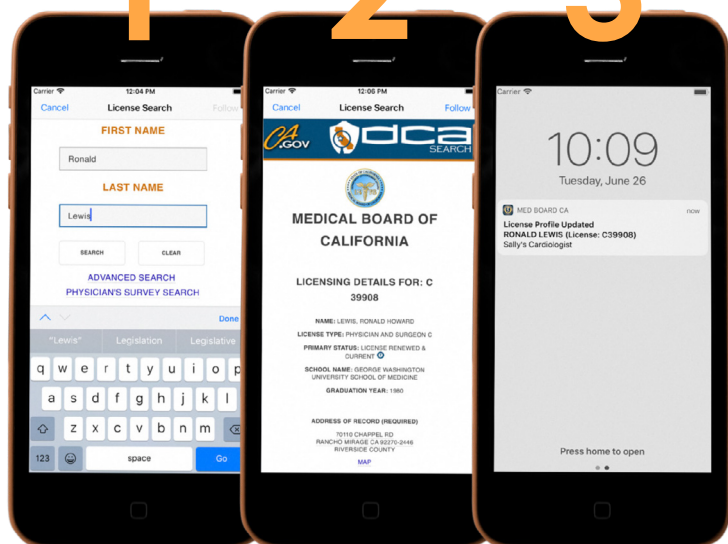 1
Carrier 12:04 PM
Cancel License Search Follow
FIRST NAME
Ronald
LAST NAME
Lewis
SEARCH CLEAR
ADVANCED SEARCH
PHYSICIAN'S SURVEY SEARCH
Done
"Lewis" Legislation Legislative
q w e r t y u i o p
a s d f g h j k l
z x c v b n m
123 space Go
2
Carrier 12:06 PM
Cancel License Search Follow
CA.GOV dca
SEARCH
MEDICAL BOARD OF
CALIFORNIA
LICENSING DETAILS FOR: C
39908
NAME: LEWIS, RONALD HOWARD
LICENSE TYPE: PHYSICIAN AND SURGEON C
PRIMARY STATUS: LICENSE RENEWED &
CURRENT
SCHOOL NAME: GEORGE WASHINGTON
UNIVERSITY SCHOOL OF MEDICINE
GRADUATION YEAR: 1980
ADDRESS OF RECORD (REQUIRED)
70110 CHAPPEL RD
RANCHO MIRAGE CA 92270-2446
RIVERSIDE COUNTY
MAP
3
Carrier
10:09
Tuesday, June 26
MED BOARD CA now
License Profile Updated
RONALD LEWIS (License: C39908)
Sally's Cardiologist
Press home to open